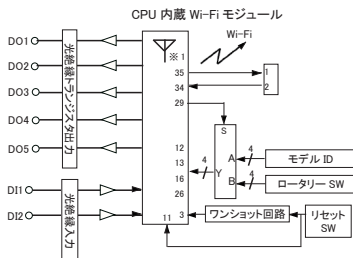 CPU 内蔵 Wi-Fi モジュール
Wi-Fi
※1
DO1
DO2
DO3
DO4
DO5
光絶縁トランジスタ出力
DI1
DI2
光絶縁入力
35
34
29
12
13
16
26
3
11
1
2
S
A
B
Y
4
4
4
モデル ID
ロータリー SW
ワンショット回路
リセット
SW